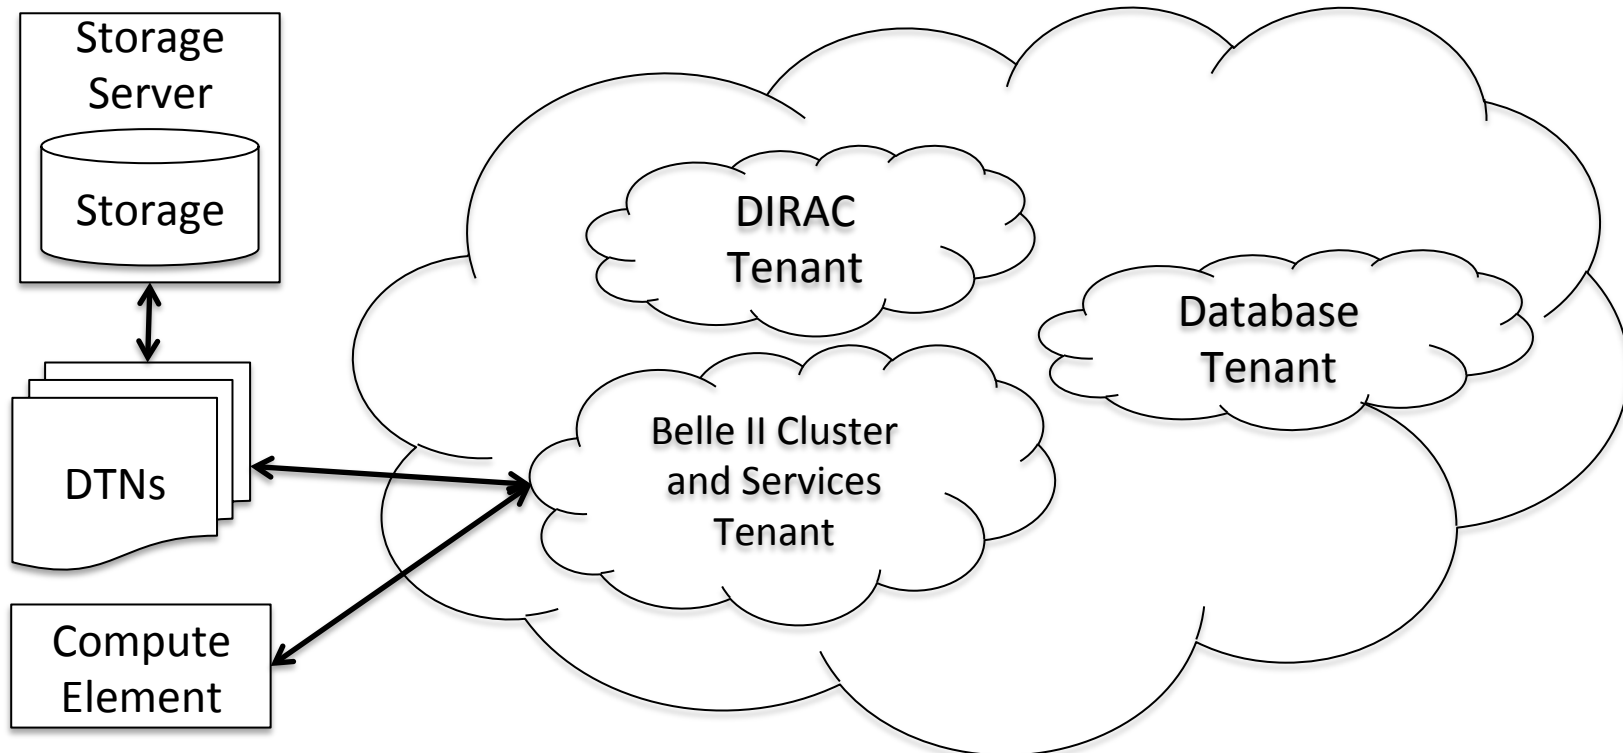 Storage
Server
Storage
DTNs
Compute
Element
DIRAC
Tenant
Database
Tenant
Belle II Cluster
and Services
Tenant